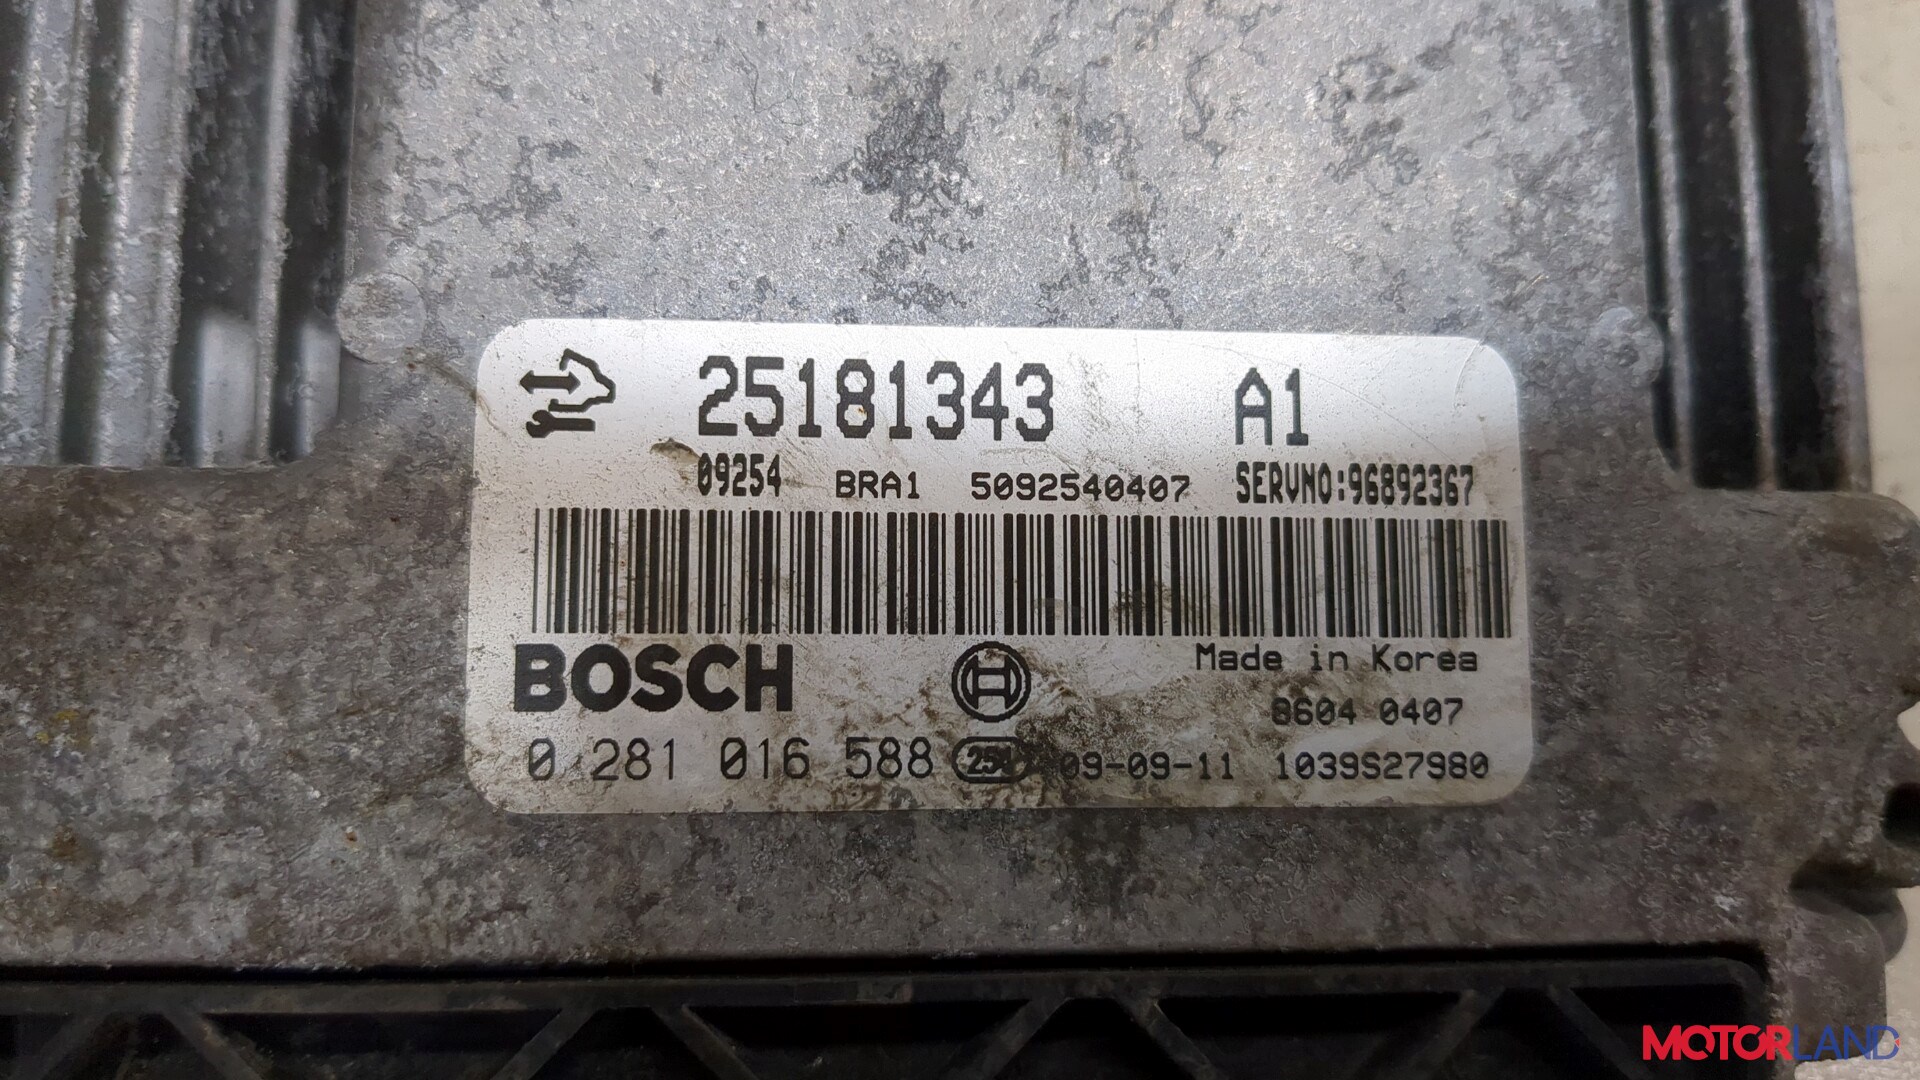 25181343 A1
09254 BRA1 5092540407 SERVNO:96892367
BOSCH
Made in Korea
8604 0407
0 281 016 588 254 09-09-11 1039S27980
MOTORLAND